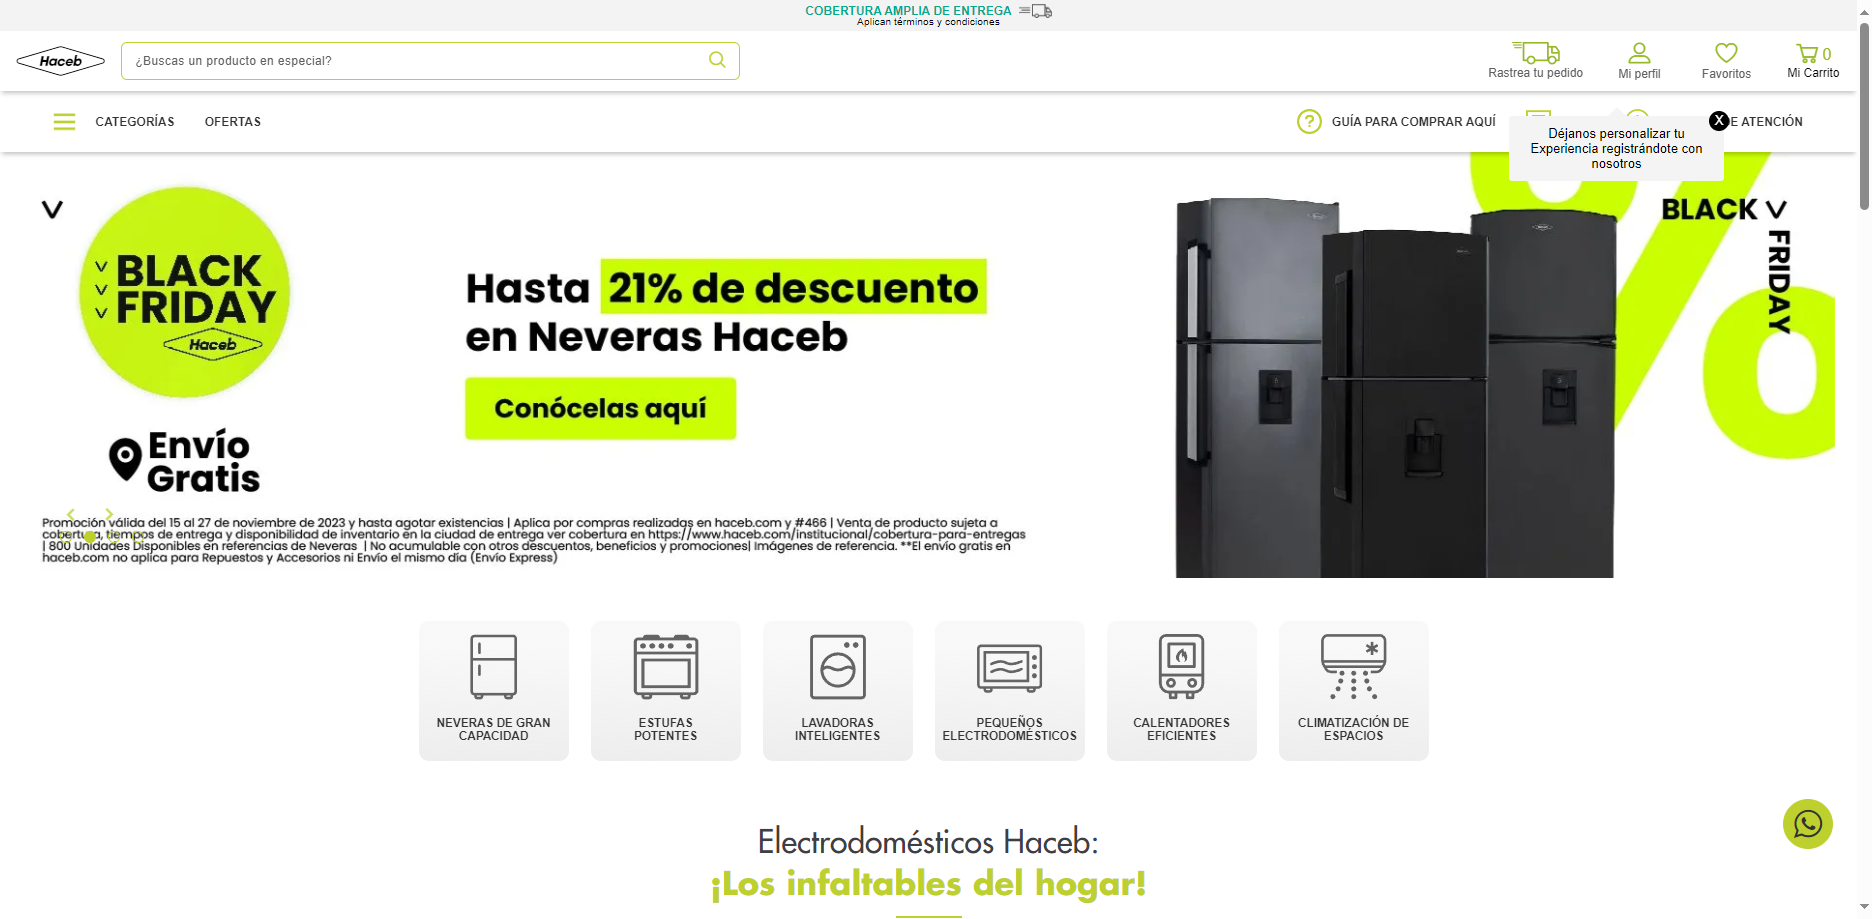 COBERTURA AMPLIA DE ENTREGA
Aplican términos y condiciones
Haceb
¿Buscas un producto en especial?
Rastrea tu pedido
Mi perfil
Favoritos
0
Mi Carrito
CATEGORÍAS
OFERTAS
GUÍA PARA COMPRAR AQUÍ
X
E ATENCIÓN
Déjanos personalizar tu
Experiencia registrándote con
nosotros
BLACK
FRIDAY
Haceb
Envío
Gratis
Hasta 21% de descuento
en Neveras Haceb
Conócelas aquí
%
BLACK
FRIDAY
Promoción válida del 15 al 27 de noviembre de 2023 y hasta agotar existencias | Aplica por compras realizadas en haceb.com y #466 | Venta de producto sujeta a
cobertura, tiempos de entrega y disponibilidad de inventario en la ciudad de entrega ver cobertura en https://www.haceb.com/institucional/cobertura-para-entregas
| 800 Unidades Disponibles en referencias de Neveras | No acumulable con otros descuentos, beneficios y promociones| Imágenes de referencia. **El envío gratis en
haceb.com no aplica para Repuestos y Accesorios ni Envío el mismo día (Envío Express)
NEVERAS DE GRAN
CAPACIDAD
ESTUFAS
POTENTES
LAVADORAS
INTELIGENTES
PEQUEÑOS
ELECTRODOMÉSTICOS
CALENTADORES
EFICIENTES
CLIMATIZACIÓN DE
ESPACIOS
Electrodomésticos Haceb:
¡Los infaltables del hogar!